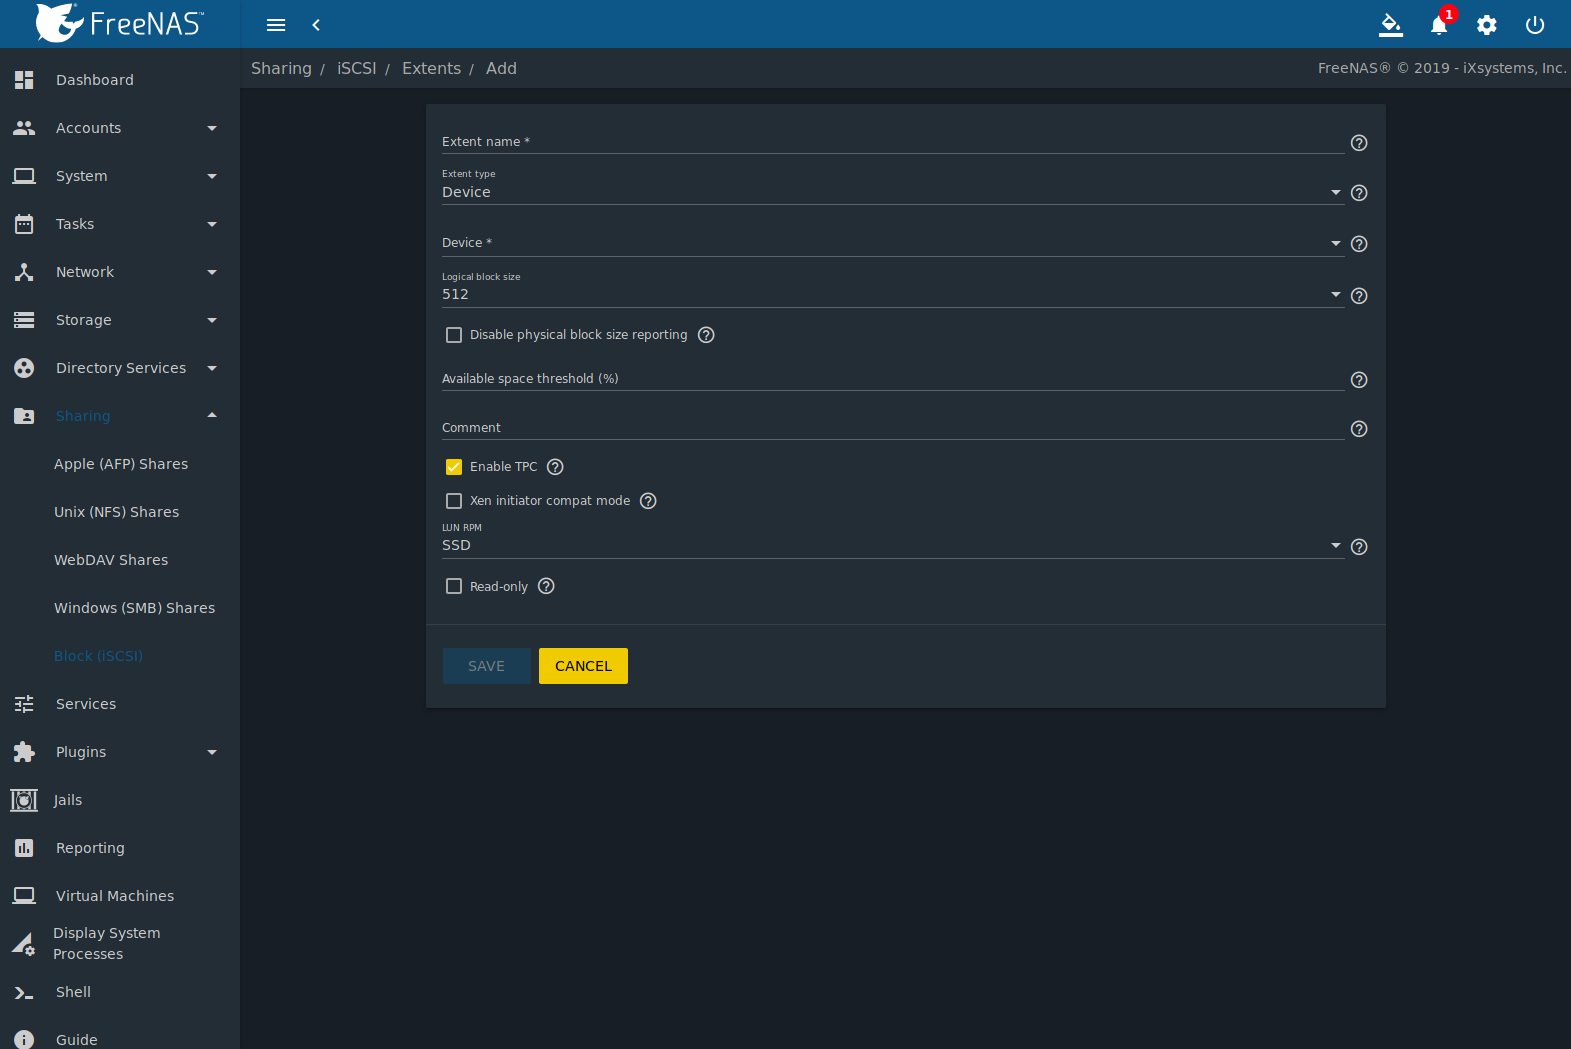 FreeNAS™
1
Sharing / iSCSI / Extents / Add
FreeNAS® © 2019 - iXsystems, Inc.
Dashboard
Accounts
System
Tasks
Network
Storage
Directory Services
Sharing
Apple (AFP) Shares
Unix (NFS) Shares
WebDAV Shares
Windows (SMB) Shares
Block (iSCSI)
Services
Plugins
Jails
Reporting
Virtual Machines
Display System
Processes
Shell
Guide
Extent name *
Extent type
Device
Device *
Logical block size
512
Disable physical block size reporting
Available space threshold (%)
Comment
Enable TPC
Xen initiator compat mode
LUN RPM
SSD
Read-only
SAVE CANCEL